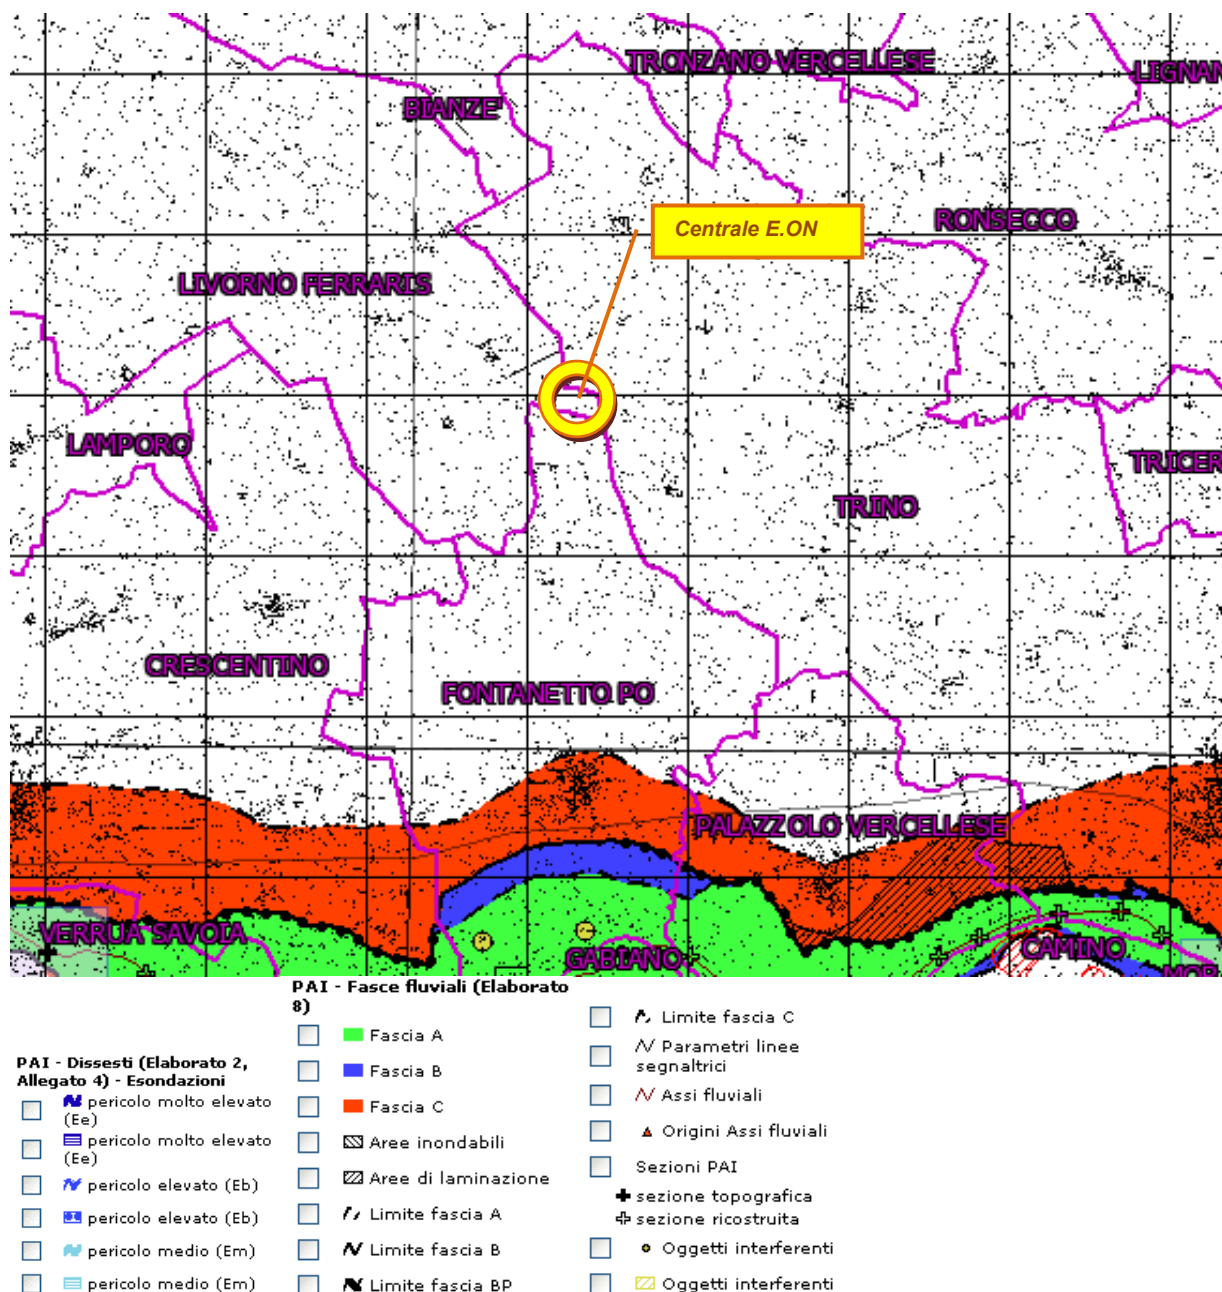 TRONZANO VERCELLESE
LIGNAN
BIANZE'
Centrale E.ON
RONSECCO
LIVORNO FERRARIS
LAMPORO
TRICER
TRINO
CRESCENTINO
FONTANETTO PO
PALAZZOLO VERCELLESE
VERRUA SAVOIA
GABIANO
CAMINO
MOR
PAI - Dissesti (Elaborato 2,
Allegato 4) - Esondazioni
pericolo molto elevato
(Ee)
pericolo molto elevato
(Ee)
pericolo elevato (Eb)
pericolo elevato (Eb)
pericolo medio (Em)
pericolo medio (Em)
PAI - Fasce fluviali (Elaborato
8)
Fascia A
Fascia B
Fascia C
Aree inondabili
Aree di laminazione
Limite fascia A
Limite fascia B
Limite fascia BP
Limite fascia C
Parametri linee
segnaltrici
Assi fluviali
Origini Assi fluviali
Sezioni PAI
sezione topografica
sezione ricostruita
Oggetti interferenti
Oggetti interferenti